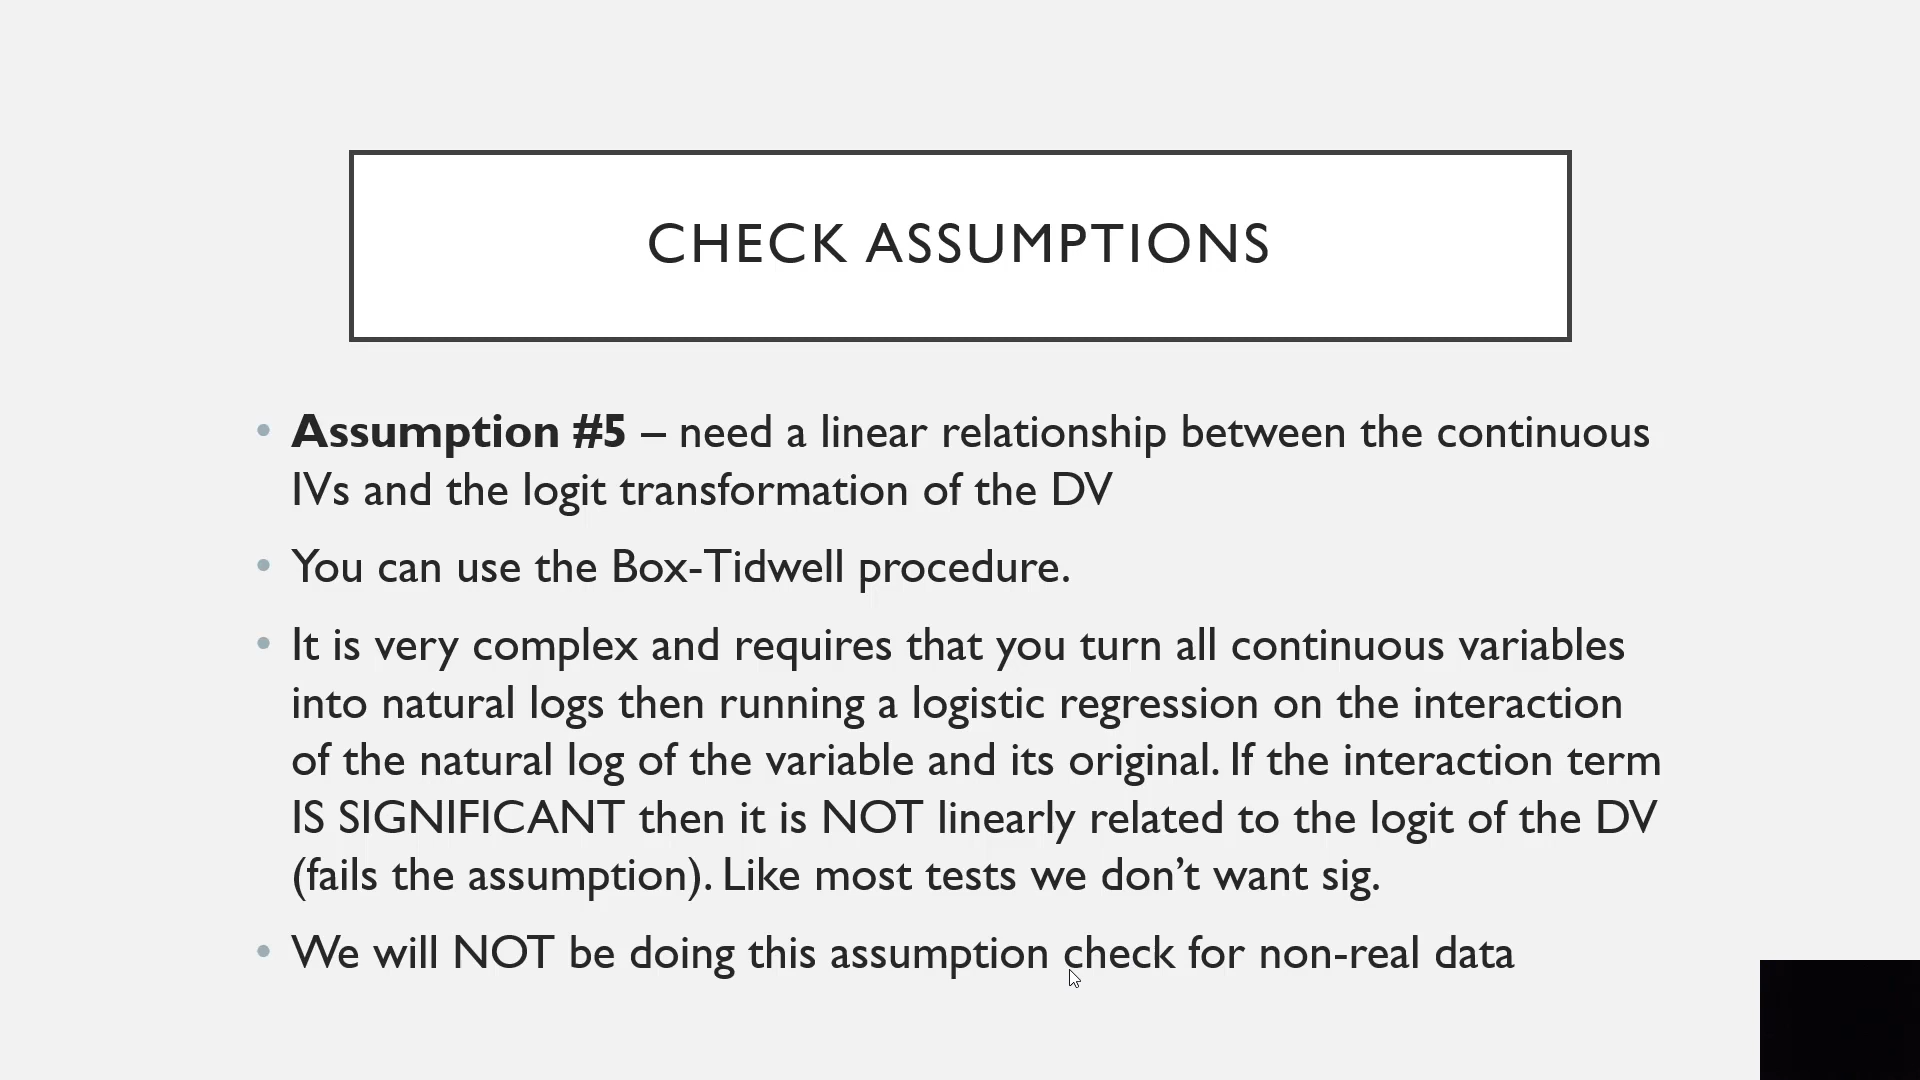 CHECK ASSUMPTIONS
• Assumption #5 – need a linear relationship between the continuous
IVs and the logit transformation of the DV
• You can use the Box-Tidwell procedure.
• It is very complex and requires that you turn all continuous variables
into natural logs then running a logistic regression on the interaction
of the natural log of the variable and its original. If the interaction term
IS SIGNIFICANT then it is NOT linearly related to the logit of the DV
(fails the assumption). Like most tests we don’t want sig.
• We will NOT be doing this assumption check for non-real data